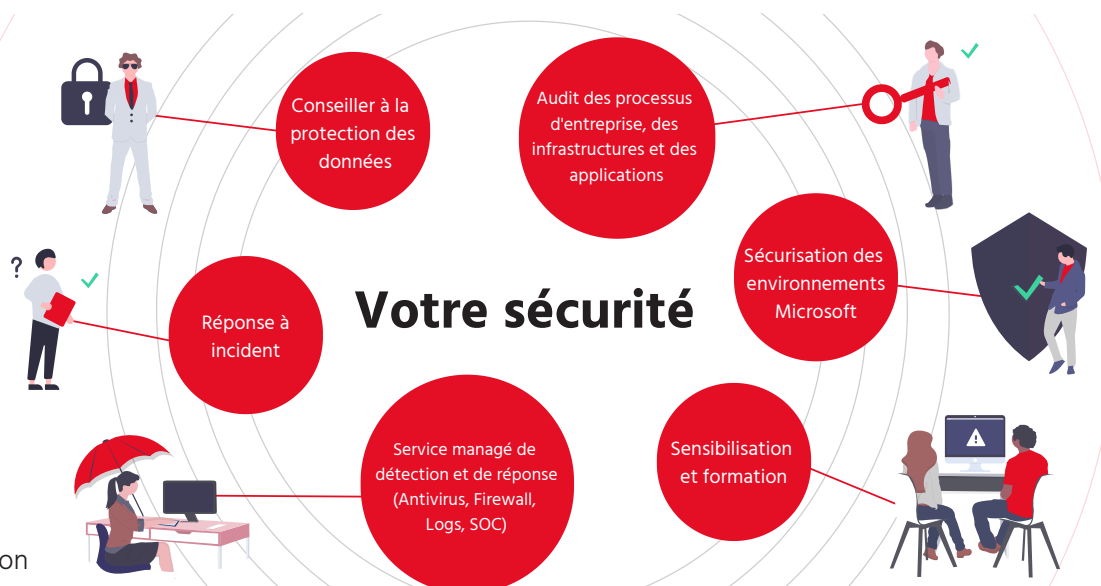 Conseiller à la
protection des
données
Audit des processus
d'entreprise, des
infrastructures et des
applications
Sécurisation des
environnements
Microsoft
?
Votre sécurité
Réponse à
incident
Sensibilisation
et formation
Service managé de
détection et de réponse
(Antivirus, Firewall,
Logs, SOC)
on